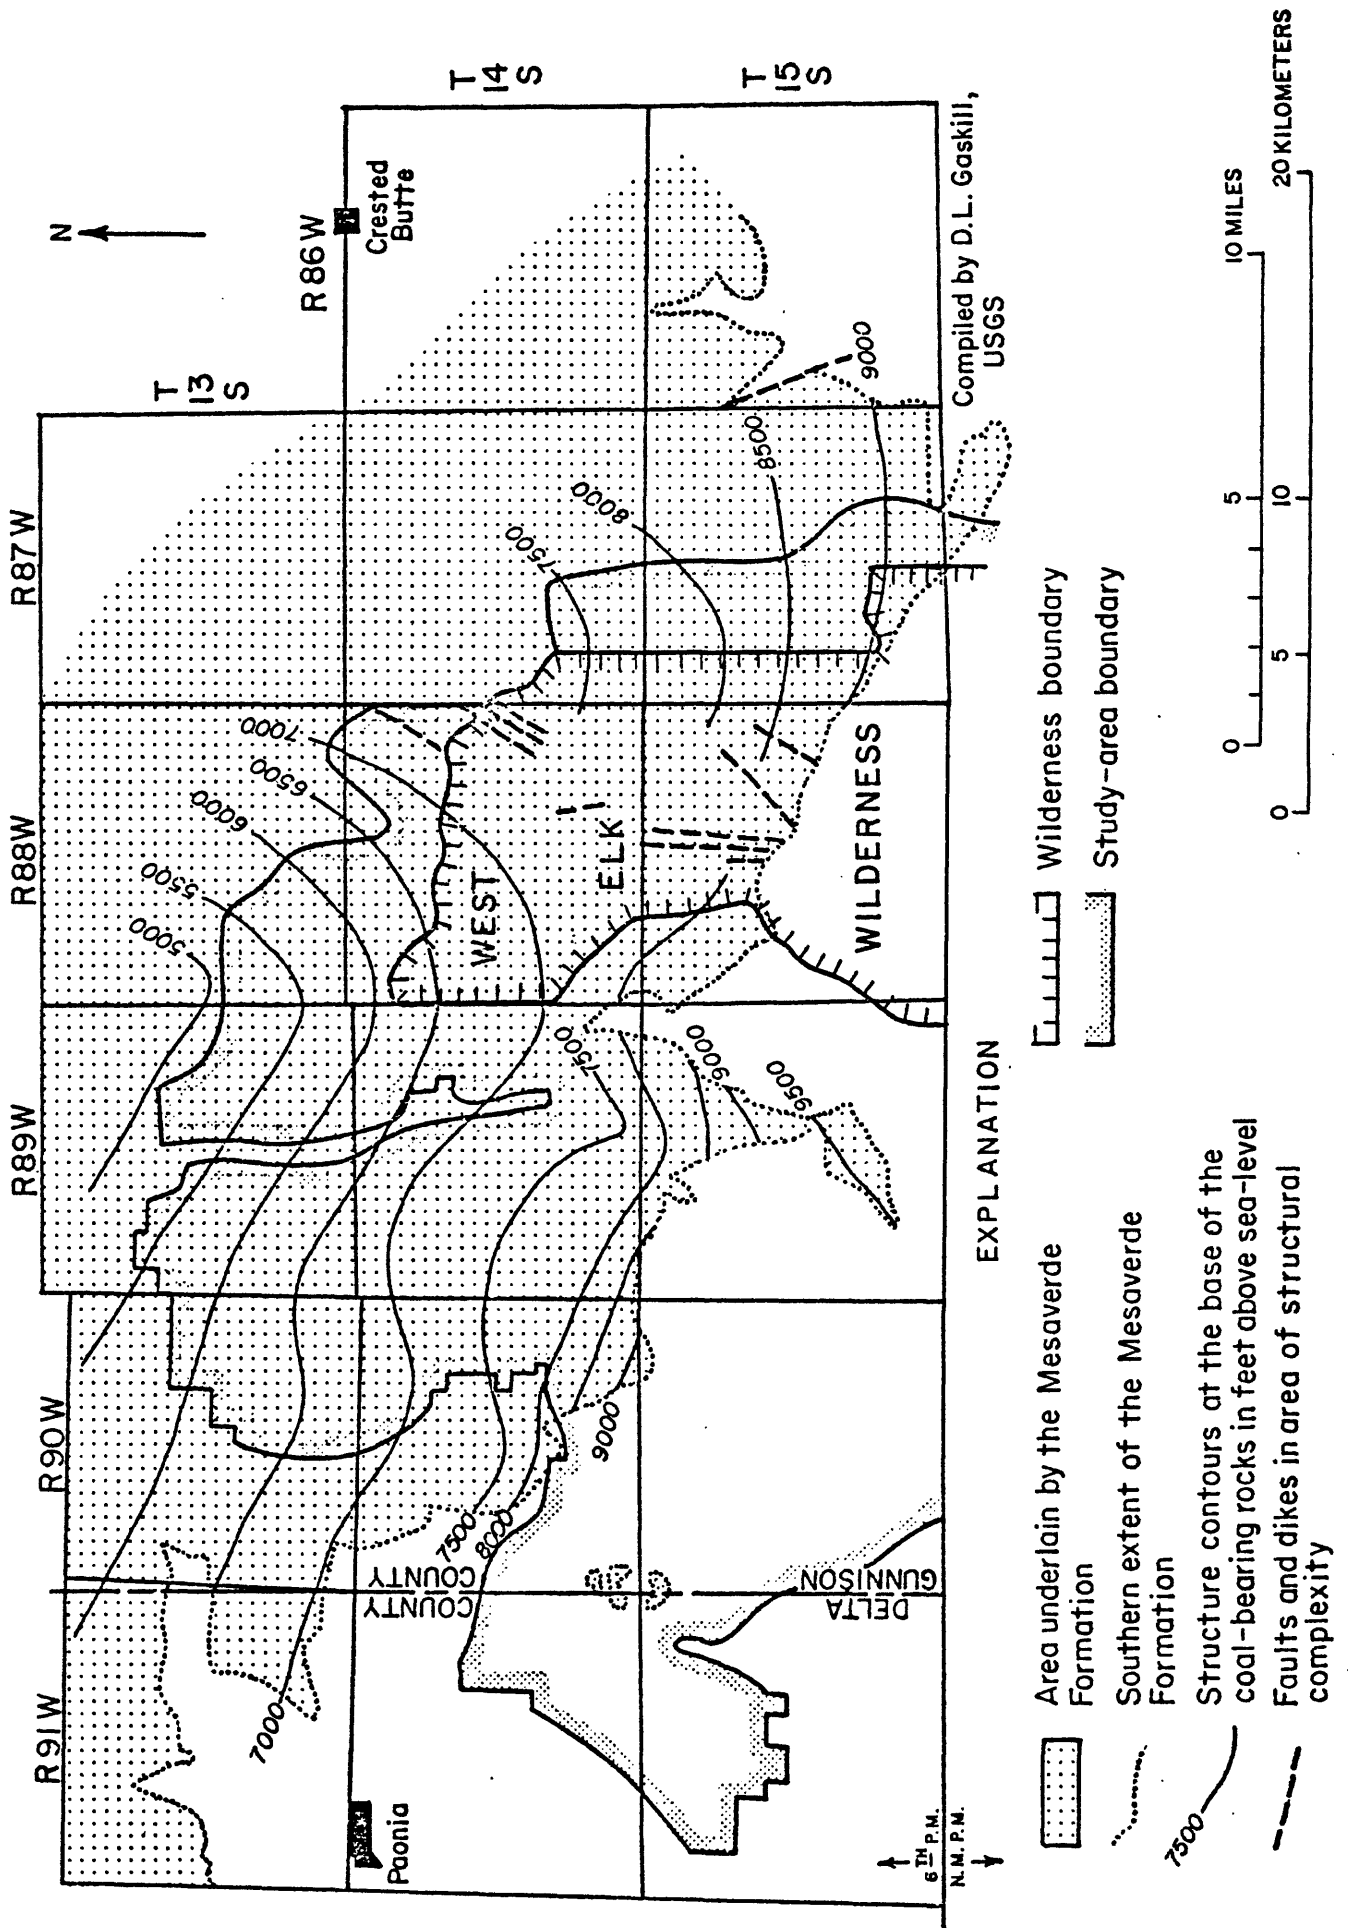 R91W
R90W
R89W
R88W
R87W
T
13
S
R86W
N
Crested
Butte
T
14
S
T
15
S
Paonia
7000
5000
5500
6000
6500
7000
7500
8000
9000
7500
9000
9500
7500
8000
8500
9000
COUNTY
COUNTY
DELTA
GUNNISON
WEST
ELK
WILDERNESS
6TH P.M.
N.M.P.M.
Compiled by D.L. Gaskill,
USGS
EXPLANATION
Area underlain by the Mesaverde
Formation
Southern extent of the Mesaverde
Formation
7500
Structure contours at the base of the
coal-bearing rocks in feet above sea-level
Faults and dikes in area of structural
complexity
Wilderness boundary
Study-area boundary
0
5
10 MILES
0
5
10
20 KILOMETERS